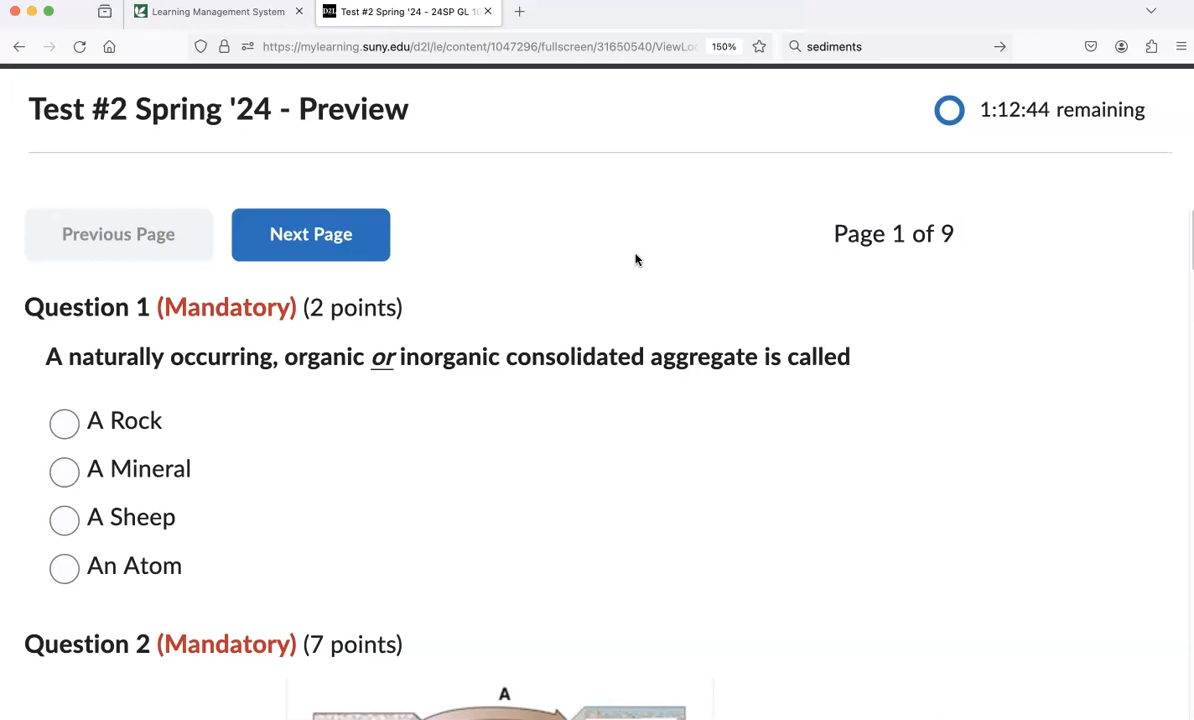 Learning Management System
D2L Test #2 Spring '24 - 24SP GL 10
https://mylearning.suny.edu/d2l/le/content/1047296/fullscreen/31650540/ViewLo
150%
sediments
Test #2 Spring '24 - Preview
1:12:44 remaining
Previous Page
Next Page
Page 1 of 9
Question 1 (Mandatory) (2 points)
A naturally occurring, organic or inorganic consolidated aggregate is called
A Rock
A Mineral
A Sheep
An Atom
Question 2 (Mandatory) (7 points)
A